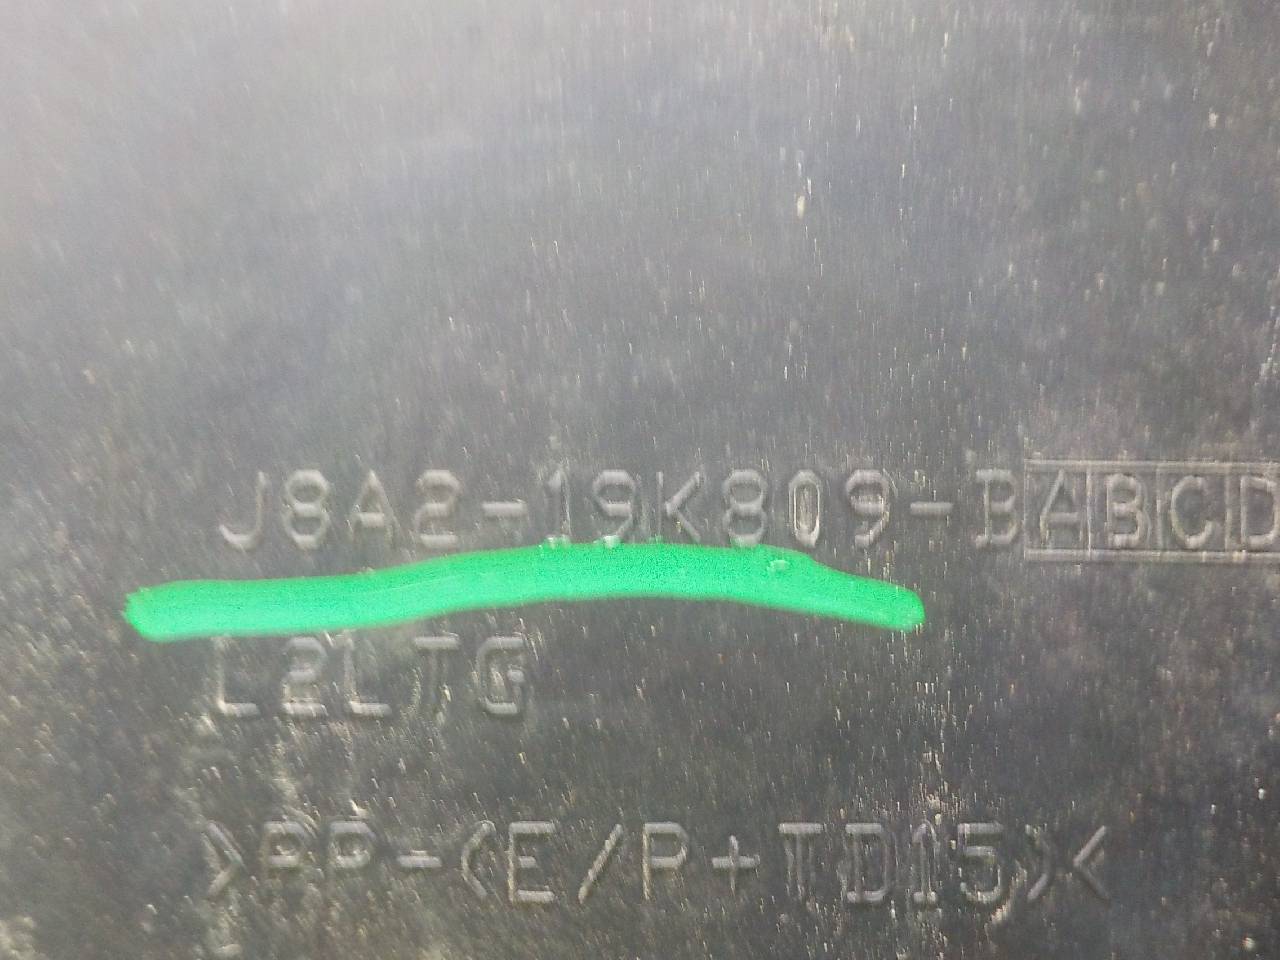 J8A2-19K809-BABCD
L2LTG
>PP-(E/P+TD15)<